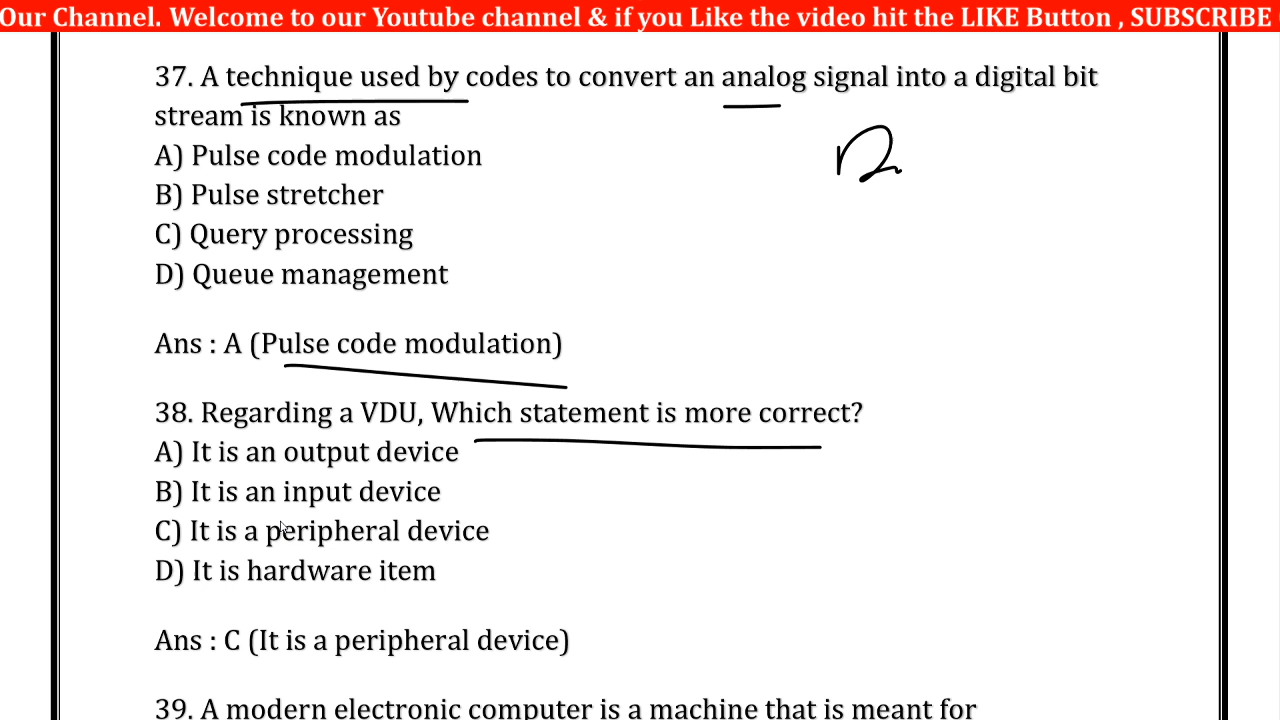 Our Channel. Welcome to our Youtube channel & if you Like the video hit the LIKE Button , SUBSCRIBE
37. A technique used by codes to convert an analog signal into a digital bit
stream is known as
A) Pulse code modulation
B) Pulse stretcher
C) Query processing
D) Queue management
Ans : A (Pulse code modulation)
38. Regarding a VDU, Which statement is more correct?
A) It is an output device
B) It is an input device
C) It is a peripheral device
D) It is hardware item
Ans : C (It is a peripheral device)
39. A modern electronic computer is a machine that is meant for